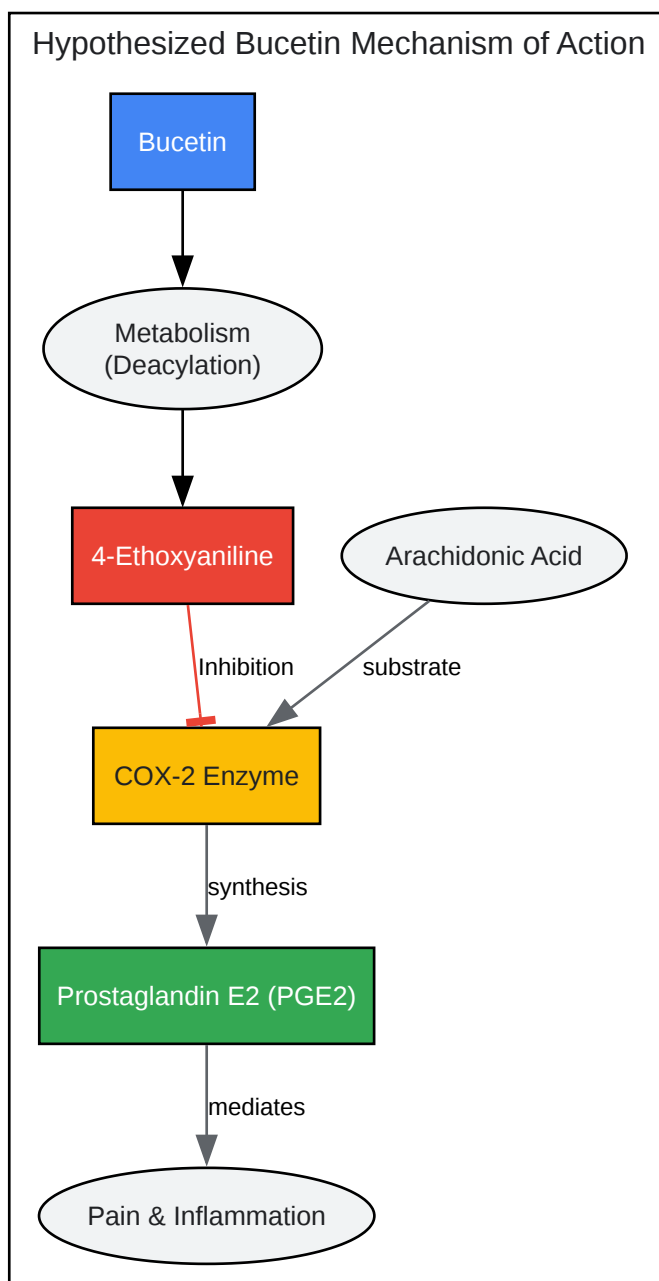 Hypothesized Bucetin Mechanism of Action
Bucetin
Metabolism
(Deacylation)
4-Ethoxyaniline
Arachidonic Acid
Inhibition
substrate
COX-2 Enzyme
synthesis
Prostaglandin E2 (PGE2)
mediates
Pain & Inflammation